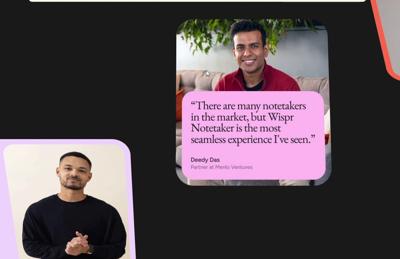 “There are many notetakers
in the market, but Wispr
Notetaker is the most
seamless experience I've seen.”
Deedy Das
Partner at Menlo Ventures